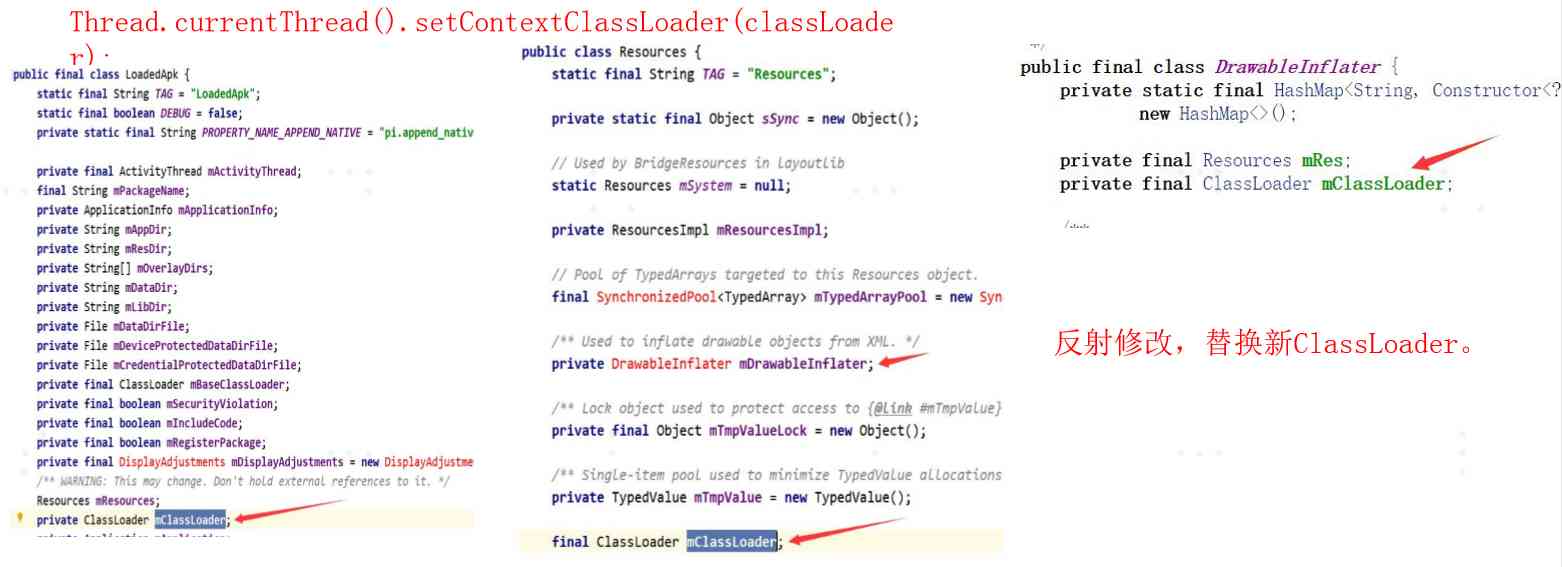 Thread.currentThread().setContextClassLoader(classLoade
r);
public final class LoadedApk {
static final String TAG = "LoadedApk";
static final boolean DEBUG = false;
private static final String PROPERTY_NAME_APPEND_NATIVE = "pi.append_nativ
private final ActivityThread mActivityThread;
final String mPackageName;
private ApplicationInfo mApplicationInfo;
private String mAppDir;
private String mResDir;
private String[] mOverlayDirs;
private String mDataDir;
private String mLibDir;
private File mDataDirFile;
private File mDeviceProtectedDataDirFile;
private File mCredentialProtectedDataDirFile;
private final ClassLoader mBaseClassLoader;
private final boolean mSecurityViolation;
private final boolean mIncludeCode;
private final boolean mRegisterPackage;
private final DisplayAdjustments mDisplayAdjustments = new DisplayAdjustme
/** WARNING: This may change. Don't hold external references to it. */
Resources mResources;
private ClassLoader mClassLoader;
public class Resources {
static final String TAG = "Resources";
private static final Object sSync = new Object();
// Used by BridgeResources in Layoutlib
static Resources mSystem = null;
private ResourcesImpl mResourcesImpl;
// Pool of TypedArrays targeted to this Resources object.
final SynchronizedPool<TypedArray> mTypedArrayPool = new Syn
/** Used to inflate drawable objects from XML. */
private DrawableInflater mDrawableInflater;
/** Lock object used to protect access to {@link #mTmpValue}
private final Object mTmpValueLock = new Object();
/** Single-item pool used to minimize TypedValue allocations
private TypedValue mTmpValue = new TypedValue();
final ClassLoader mClassLoader;
*/
public final class DrawableInflater {
private static final HashMap<String, Constructor<?
new HashMap<>();
private final Resources mRes;
private final ClassLoader mClassLoader;
反射修改，替换新ClassLoader。